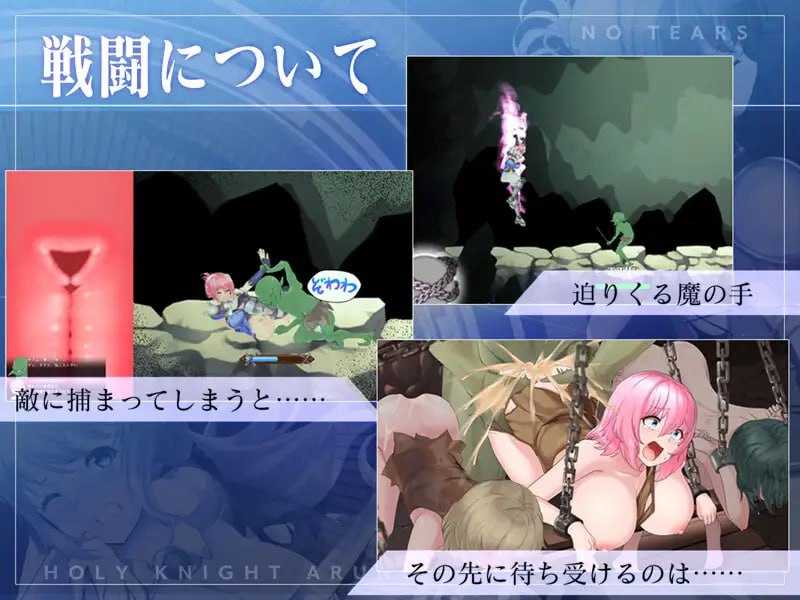 NO TEARS
戦闘について
迫りくる魔の手
ぞわわ
敵に捕まってしまうと……
その先に待ち受けるのは……
HOLY KNIGHT